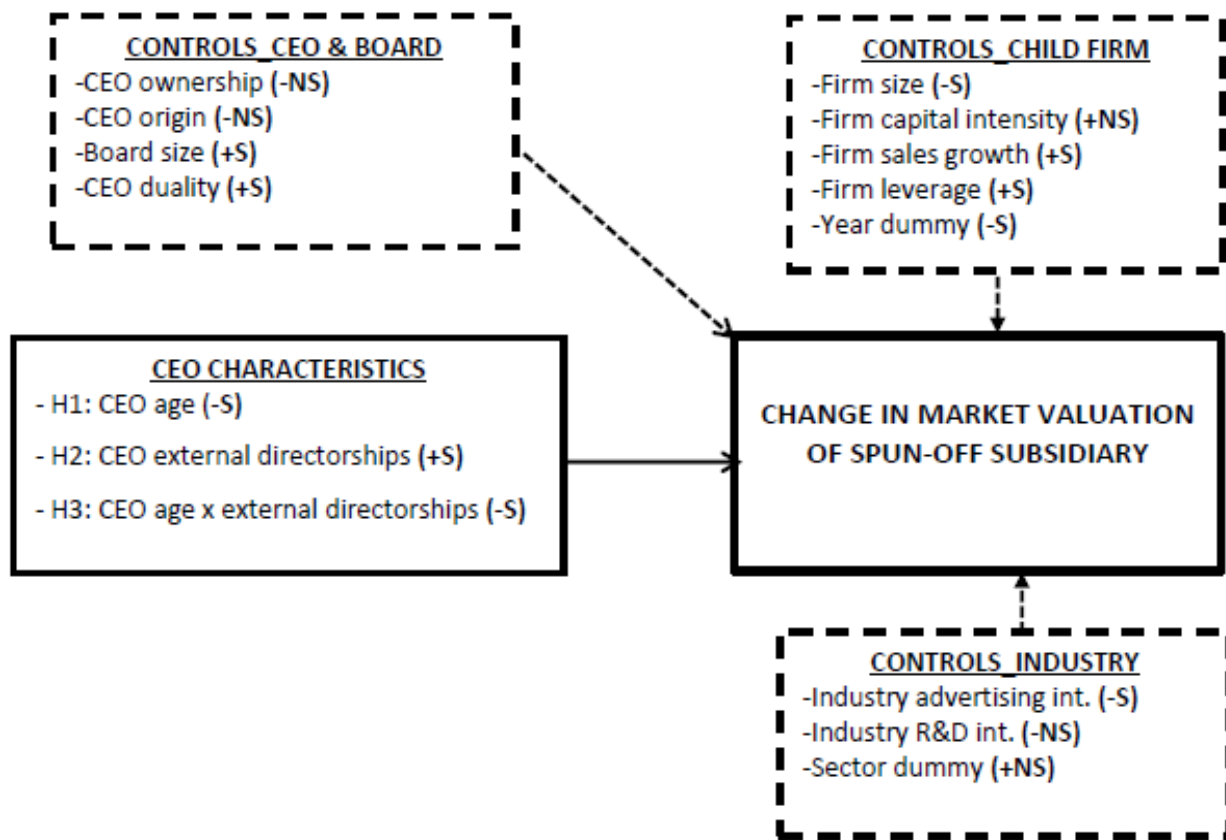 CONTROLS_CEO & BOARD
-CEO ownership (-NS)
-CEO origin (-NS)
-Board size (+S)
-CEO duality (+S)
CONTROLS_CHILD FIRM
-Firm size (-S)
-Firm capital intensity (+NS)
-Firm sales growth (+S)
-Firm leverage (+S)
-Year dummy (-S)
CEO CHARACTERISTICS
- H1: CEO age (-S)
- H2: CEO external directorships (+S)
- H3: CEO age x external directorships (-S)
CHANGE IN MARKET VALUATION
OF SPUN-OFF SUBSIDIARY
CONTROLS_INDUSTRY
-Industry advertising int. (-S)
-Industry R&D int. (-NS)
-Sector dummy (+NS)